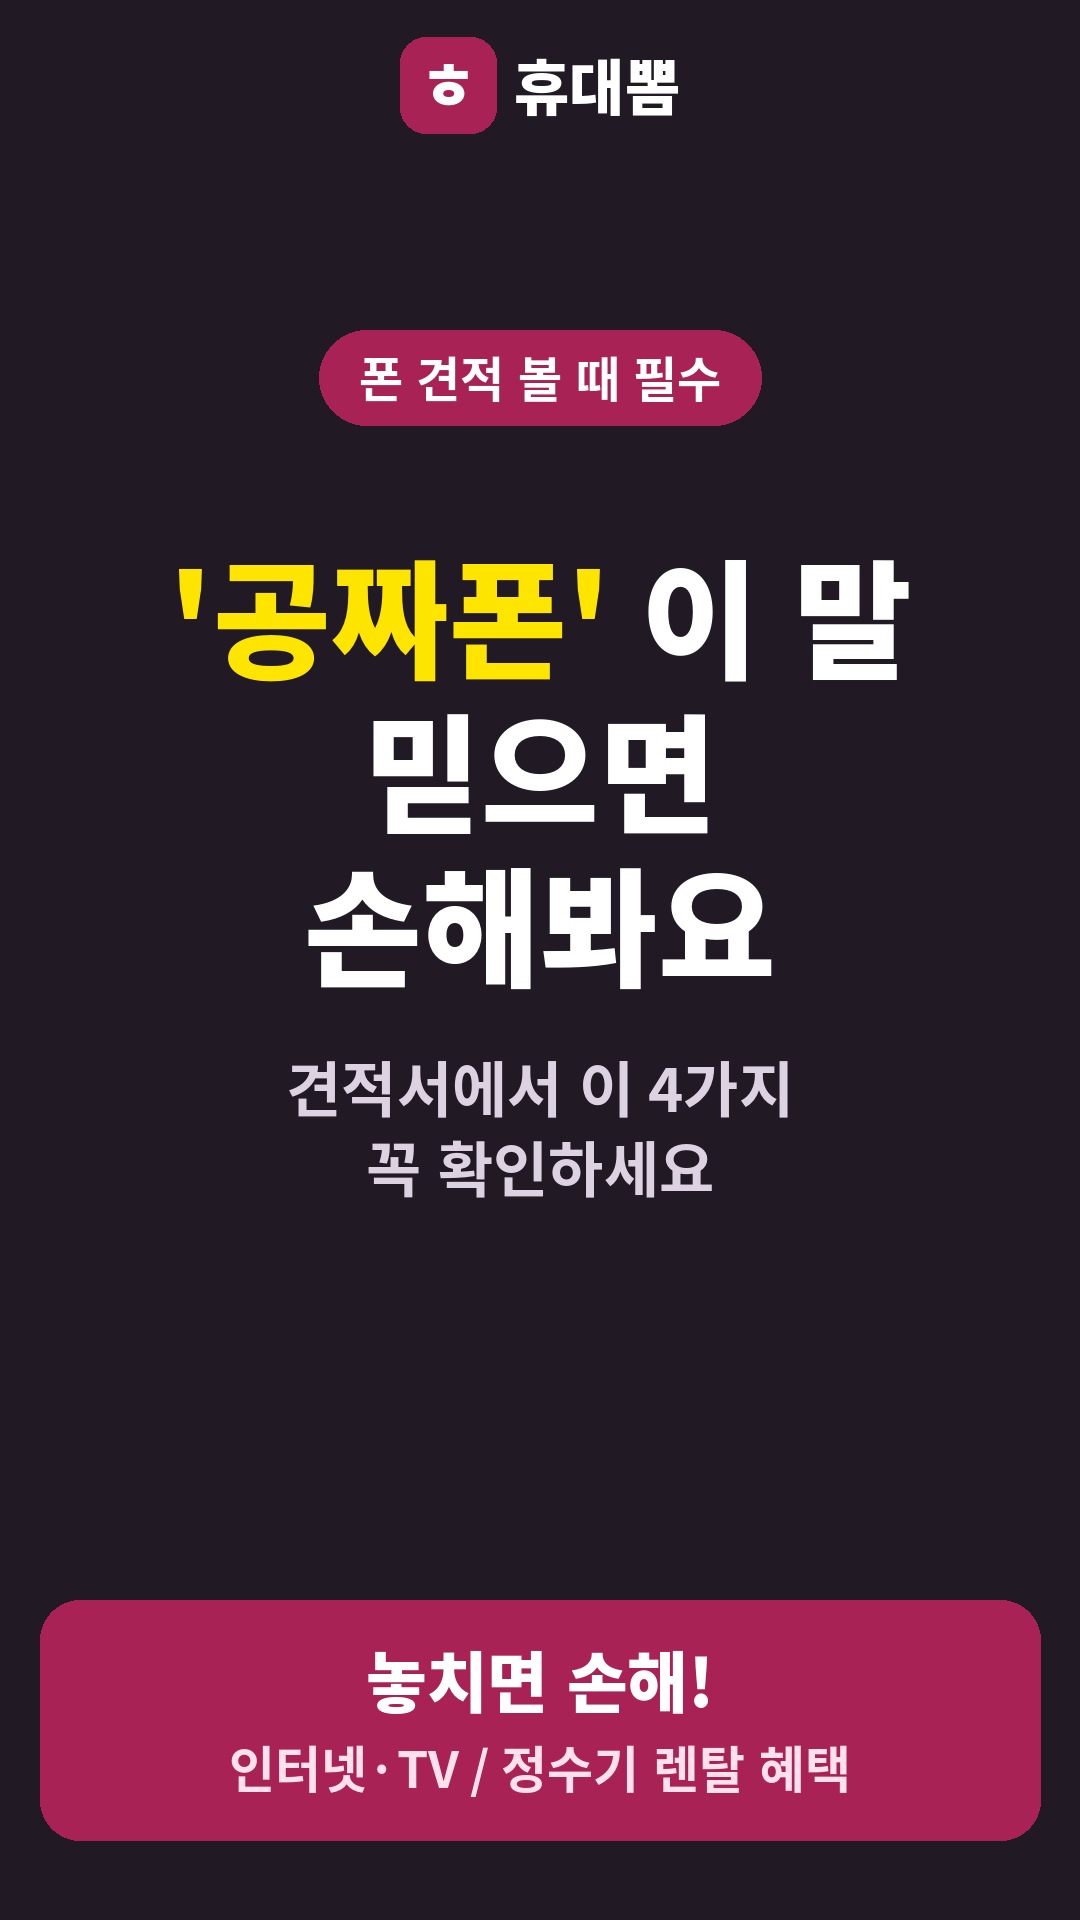 ㅎ 휴대뽐
폰 견적 볼 때 필수
'공짜폰' 이 말
믿으면
손해봐요
견적서에서 이 4가지
꼭 확인하세요
놓치면 손해!
인터넷·TV / 정수기 렌탈 혜택